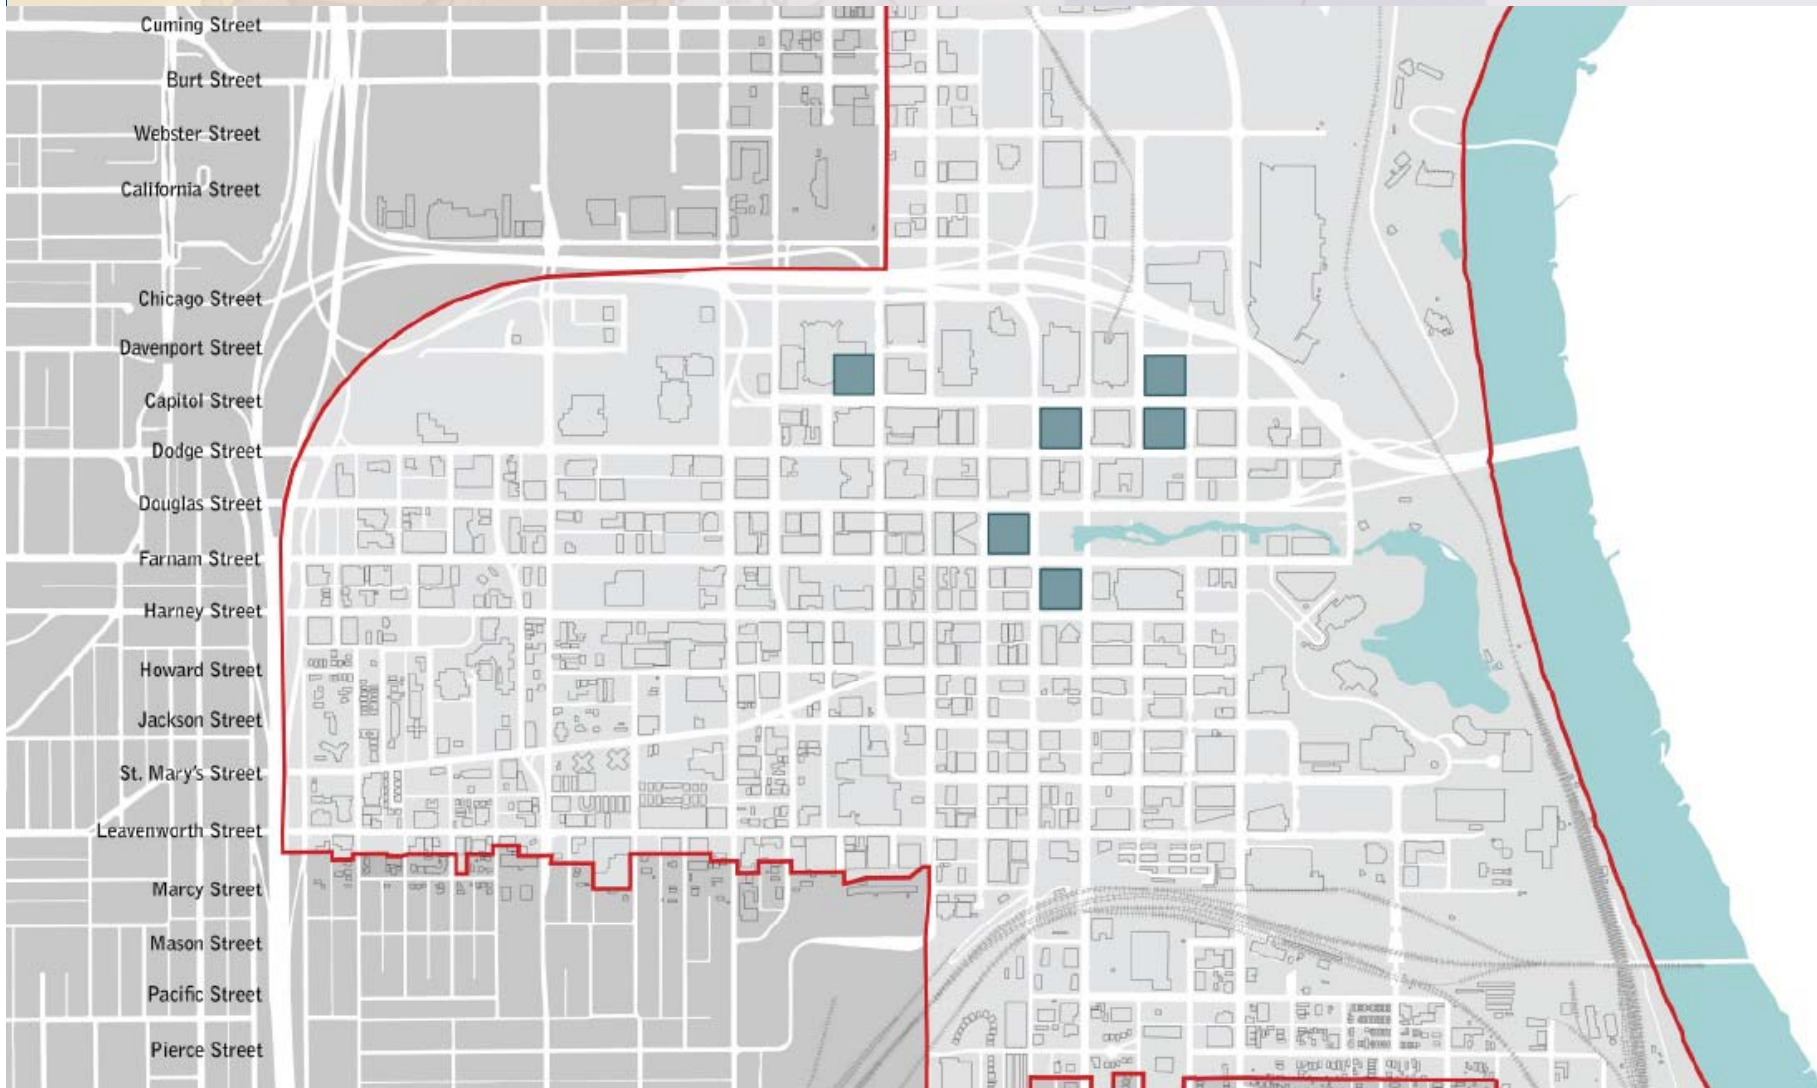 Cuming Street
Burt Street
Webster Street
California Street
Chicago Street
Davenport Street
Capitol Street
Dodge Street
Douglas Street
Farnam Street
Harney Street
Howard Street
Jackson Street
St. Mary's Street
Leavenworth Street
Marcy Street
Mason Street
Pacific Street
Pierce Street